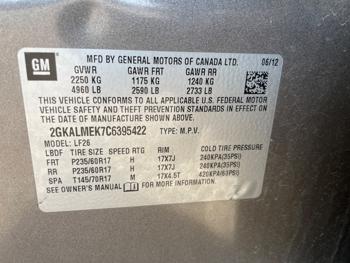 GM
MFD BY GENERAL MOTORS OF CANADA LTD. 06/12
GVWR GAWR FRT GAWR RR
2250 KG 1175 KG 1240 KG
4960 LB 2590 LB 2733 LB
THIS VEHICLE CONFORMS TO ALL APPLICABLE U.S. FEDERAL MOTOR
VEHICLE SAFETY AND THEFT PREVENTION STANDARDS IN EFFECT ON
THE DATE OF MANUFACTURE SHOWN ABOVE.
2GKALMEK7C6395422 TYPE: M.P.V.
MODEL: LF26
LBDF TIRE SIZE SPEED RTG RIM COLD TIRE PRESSURE
FRT P235/60R17 H 17X7J 240KPA(35PSI)
RR P235/60R17 H 17X7J 240KPA(35PSI)
SPA T145/70R17 M 17X4.5T 420KPA(63PSI)
SEE OWNER'S MANUAL FOR MORE INFORMATION.